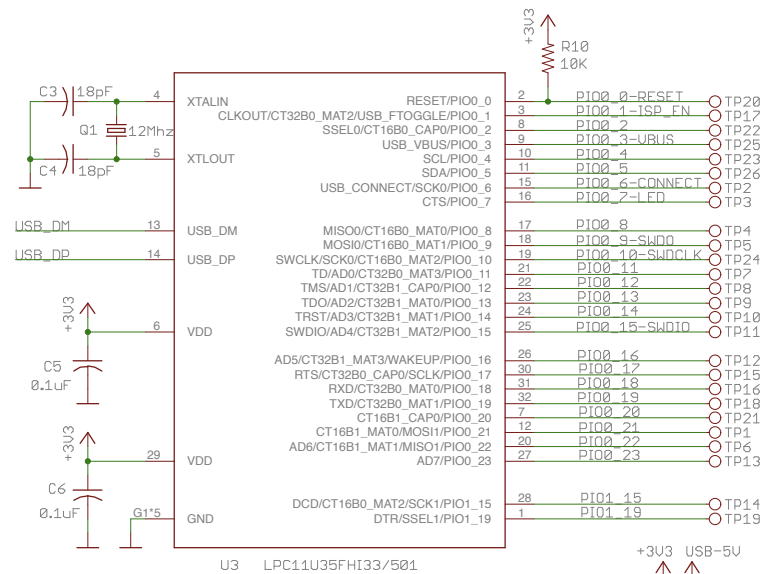 +3V3
R10
10K
C3 18pF
4 XTALIN
RESET/PIO0_0 2 PIO0_0-RESET TP20
CLKOUT/CT32B0_MAT2/USB_FTOGGLE/PIO0_1 3 PIO0_1-ISP_EN TP17
Q1 12Mhz
SSEL0/CT16B0_CAP0/PIO0_2 8 PIO0_2 TP22
USB_VBUS/PIO0_3 9 PIO0_3-VBUS TP25
C4 18pF
5 XTLOUT
SCL/PIO0_4 10 PIO0_4 TP23
SDA/PIO0_5 11 PIO0_5 TP26
USB_CONNECT/SCK0/PIO0_6 15 PIO0_6-CONNECT TP2
CTS/PIO0_7 16 PIO0_7-LED TP3
USB_DM 13 USB_DM
MISO0/CT16B0_MAT0/PIO0_8 17 PIO0_8 TP4
MOSI0/CT16B0_MAT1/PIO0_9 18 PIO0_9-SWDO TP5
USB_DP 14 USB_DP
SWCLK/SCK0/CT16B0_MAT2/PIO0_10 19 PIO0_10-SWDCLK TP24
TD/AD0/CT32B0_MAT3/PIO0_11 21 PIO0_11 TP7
TMS/AD1/CT32B1_CAP0/PIO0_12 22 PIO0_12 TP8
TDO/AD2/CT32B1_MAT0/PIO0_13 23 PIO0_13 TP9
TRST/AD3/CT32B1_MAT1/PIO0_14 24 PIO0_14 TP10
+3V3
6 VDD
SWDIO/AD4/CT32B1_MAT2/PIO0_15 25 PIO0_15-SWDIO TP11
C5
0.1uF
AD5/CT32B1_MAT3/WAKEUP/PIO0_16 26 PIO0_16 TP12
RTS/CT32B0_CAP0/SCLK/PIO0_17 30 PIO0_17 TP15
RXD/CT32B0_MAT0/PIO0_18 31 PIO0_18 TP16
TXD/CT32B0_MAT1/PIO0_19 32 PIO0_19 TP18
CT16B1_CAP0/PIO0_20 7 PIO0_20 TP21
CT16B1_MAT0/MOSI1/PIO0_21 12 PIO0_21 TP1
AD6/CT16B1_MAT1/MISO1/PIO0_22 20 PIO0_22 TP6
+3V3
29 VDD
AD7/PIO0_23 27 PIO0_23 TP13
C6
0.1uF
DCD/CT16B0_MAT2/SCK1/PIO1_15 28 PIO1_15 TP14
G1*5 GND
DTR/SSEL1/PIO1_19 1 PIO1_19 TP19
+3V3 USB-5V
U3 LPC11U35FHI33/501